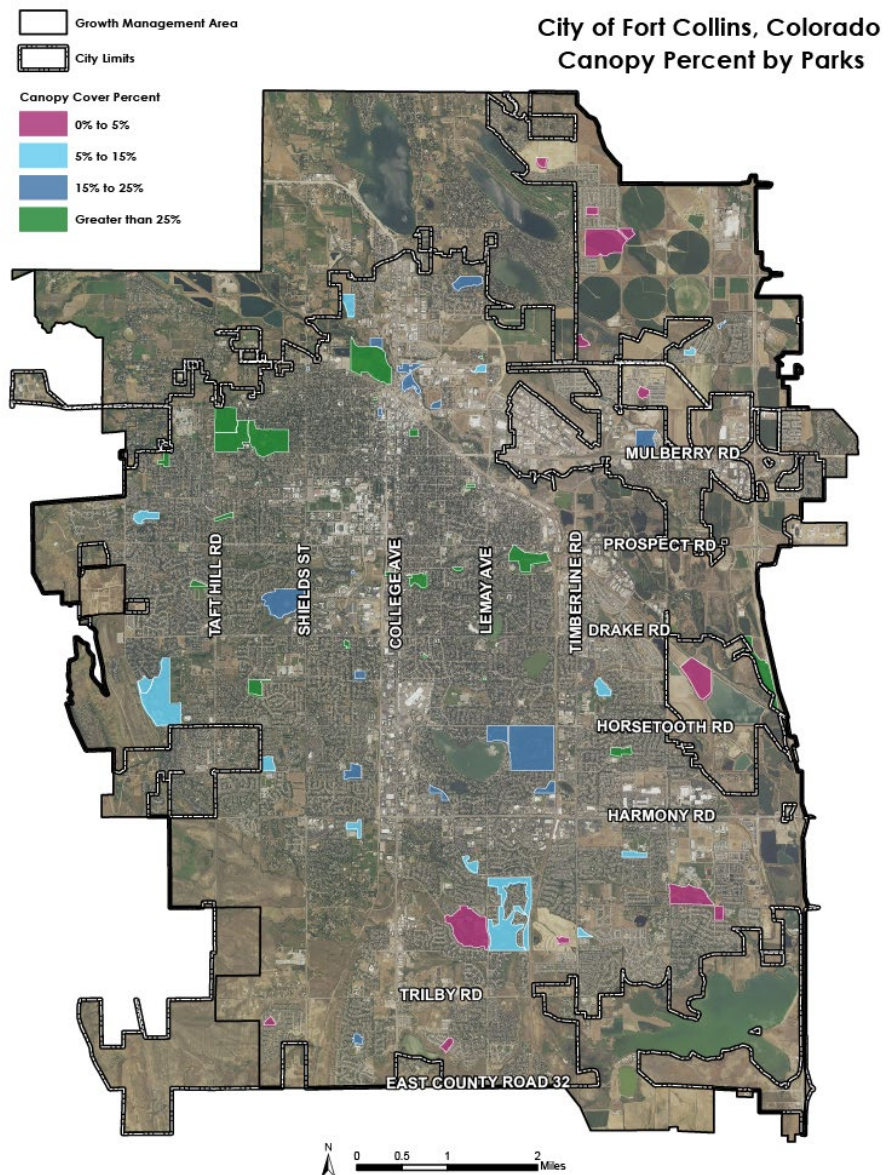 Growth Management Area
City Limits
Canopy Cover Percent
0% to 5%
5% to 15%
15% to 25%
Greater than 25%
City of Fort Collins, Colorado
Canopy Percent by Parks
MULBERRY RD
PROSPECT RD
TAFT HILL RD
SHIELDS ST
COLLEGE AVE
LEMAY AVE
TIMBERLINE RD
DRAKE RD
HORSETOOTH RD
HARMONY RD
TRILBY RD
EAST COUNTY ROAD 32
N
0 0.5 1 2
Miles